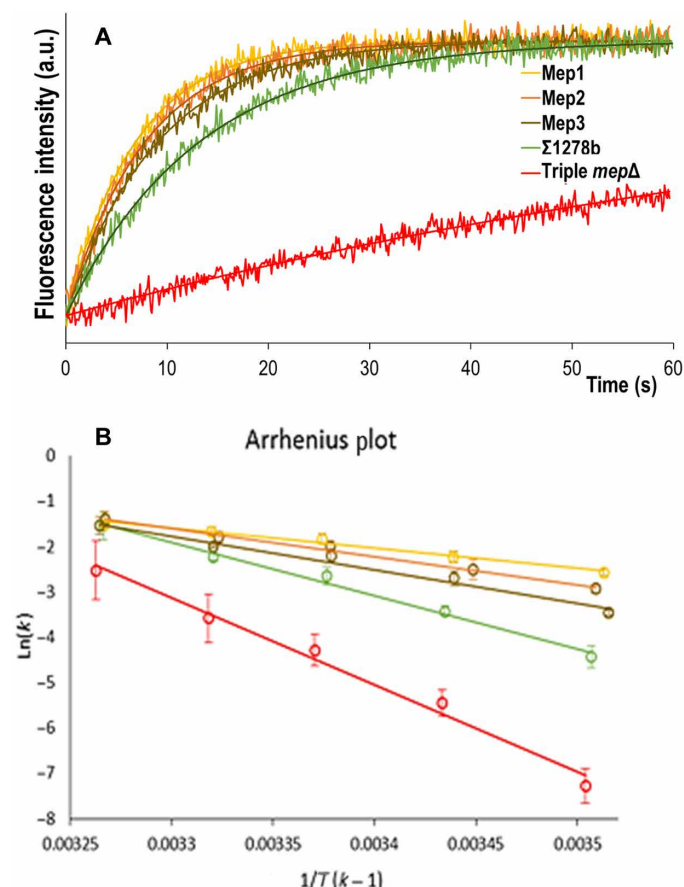 A
Fluorescence intensity (a.u.)
Mep1
Mep2
Mep3
Σ1278b
Triple mepΔ
0 10 20 30 40 50 60
Time (s)
B
Arrhenius plot
0
−1
−2
−3
−4
−5
−6
−7
−8
Ln(k)
0.00325 0.0033 0.00335 0.0034 0.00345 0.0035
1/T (k − 1)